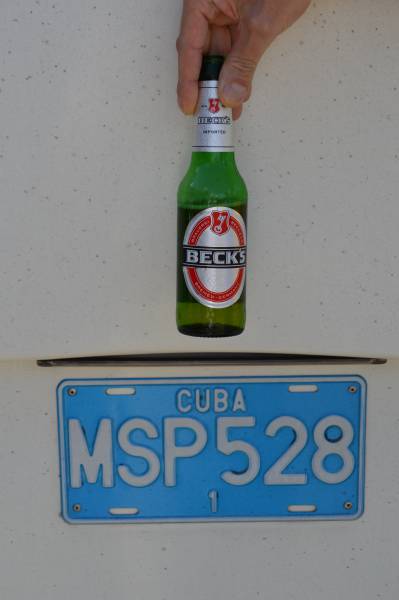 BECK'S
IMPORTED
BECK'S
CUBA
MSP528
1